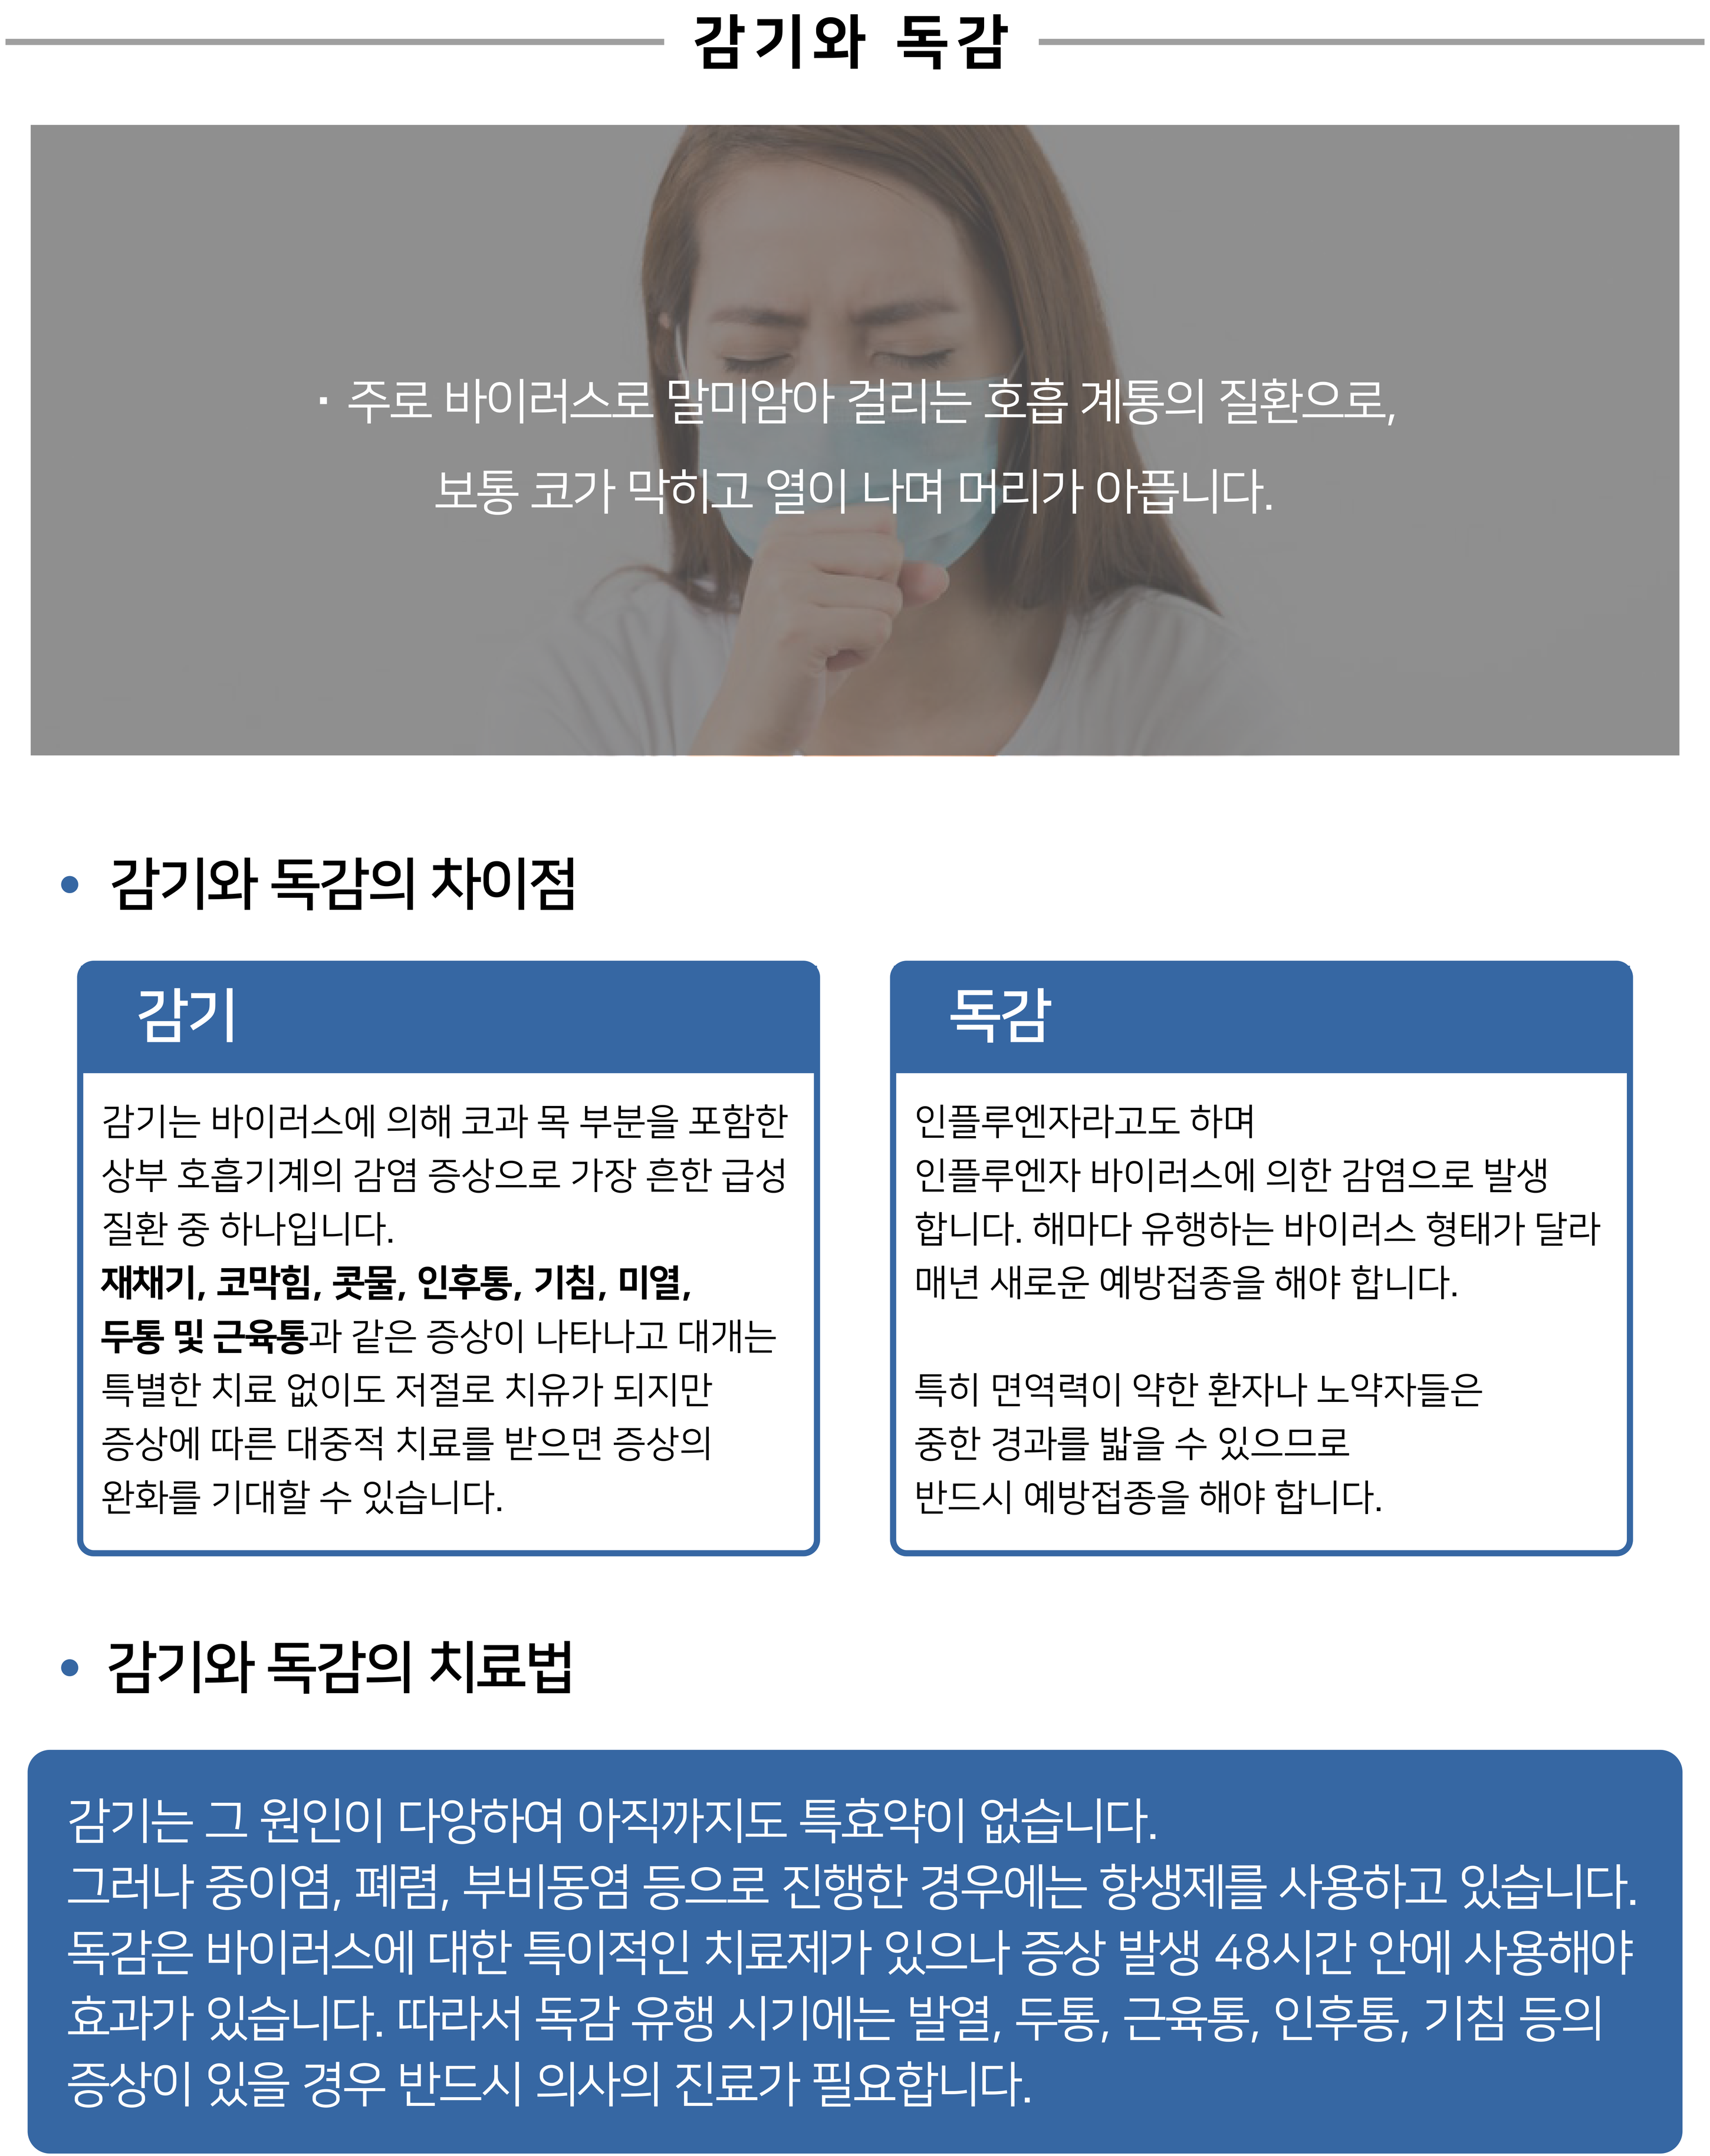 감기와 독감
· 주로 바이러스로 말미암아 걸리는 호흡 계통의 질환으로,
보통 코가 막히고 열이 나며 머리가 아픕니다.
• 감기와 독감의 차이점
감기
감기는 바이러스에 의해 코과 목 부분을 포함한
상부 호흡기계의 감염 증상으로 가장 흔한 급성
질환 중 하나입니다.
재채기, 코막힘, 콧물, 인후통, 기침, 미열,
두통 및 근육통과 같은 증상이 나타나고 대개는
특별한 치료 없이도 저절로 치유가 되지만
증상에 따른 대중적 치료를 받으면 증상의
완화를 기대할 수 있습니다.
독감
인플루엔자라고도 하며
인플루엔자 바이러스에 의한 감염으로 발생
합니다. 해마다 유행하는 바이러스 형태가 달라
매년 새로운 예방접종을 해야 합니다.
특히 면역력이 약한 환자나 노약자들은
중한 경과를 밟을 수 있으므로
반드시 예방접종을 해야 합니다.
• 감기와 독감의 치료법
감기는 그 원인이 다양하여 아직까지도 특효약이 없습니다.
그러나 중이염, 폐렴, 부비동염 등으로 진행한 경우에는 항생제를 사용하고 있습니다.
독감은 바이러스에 대한 특이적인 치료제가 있으나 증상 발생 48시간 안에 사용해야
효과가 있습니다. 따라서 독감 유행 시기에는 발열, 두통, 근육통, 인후통, 기침 등의
증상이 있을 경우 반드시 의사의 진료가 필요합니다.